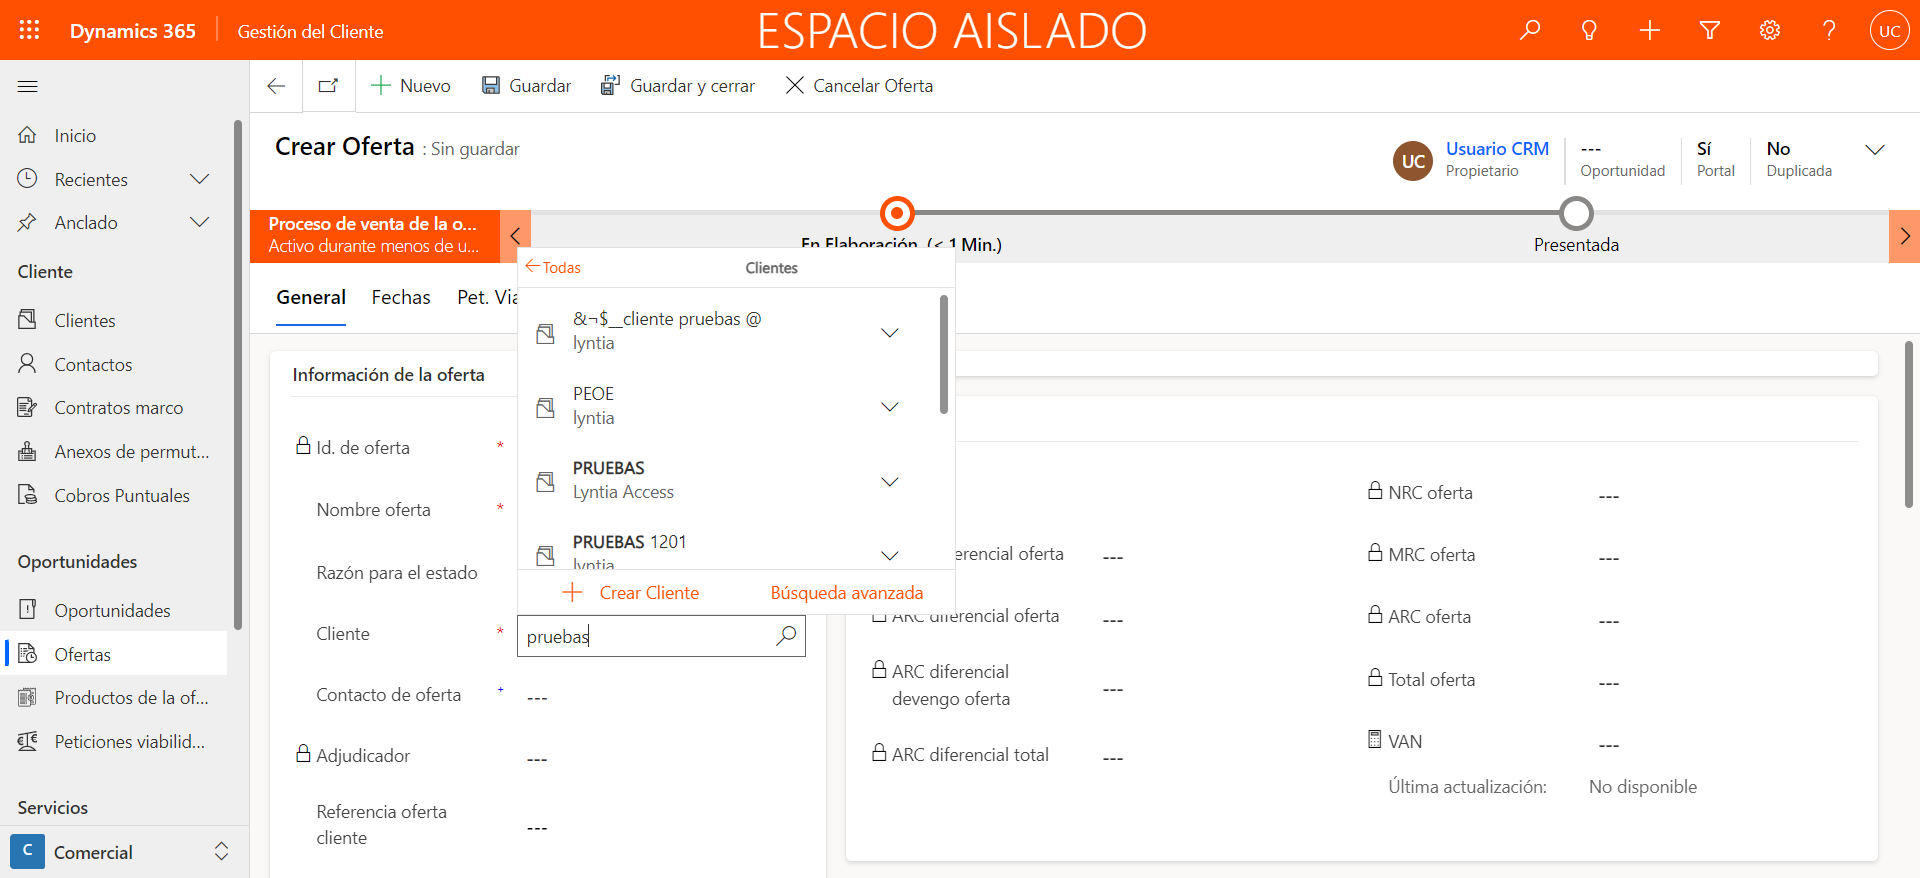 Dynamics 365
Gestión del Cliente
ESPACIO AISLADO
UC
Nuevo
Guardar
Guardar y cerrar
Cancelar Oferta
Inicio
Recientes
Anclado
Cliente
Clientes
Contactos
Contratos marco
Anexos de permut...
Cobros Puntuales
Oportunidades
Oportunidades
Ofertas
Productos de la of...
Peticiones viabilid...
Servicios
C
Comercial
Crear Oferta : Sin guardar
UC
Usuario CRM
Propietario
---
Oportunidad
Sí
Portal
No
Duplicada
Proceso de venta de la o...
Activo durante menos de u...
En Elaboración (< 1 Min.)
Presentada
General
Fechas
Pet. Via
Todas
Clientes
&¬$__cliente pruebas @
lyntia
PEOE
lyntia
PRUEBAS
Lyntia Access
PRUEBAS 1201
lyntia
Crear Cliente
Búsqueda avanzada
Información de la oferta
Id. de oferta *
Nombre oferta *
Razón para el estado
Cliente *
pruebas
Contacto de oferta +
---
Adjudicador
---
Referencia oferta
cliente
---
erencial oferta
---
ARC diferencial oferta
---
ARC diferencial
devengo oferta
---
ARC diferencial total
---
NRC oferta
---
MRC oferta
---
ARC oferta
---
Total oferta
---
VAN
---
Última actualización:
No disponible